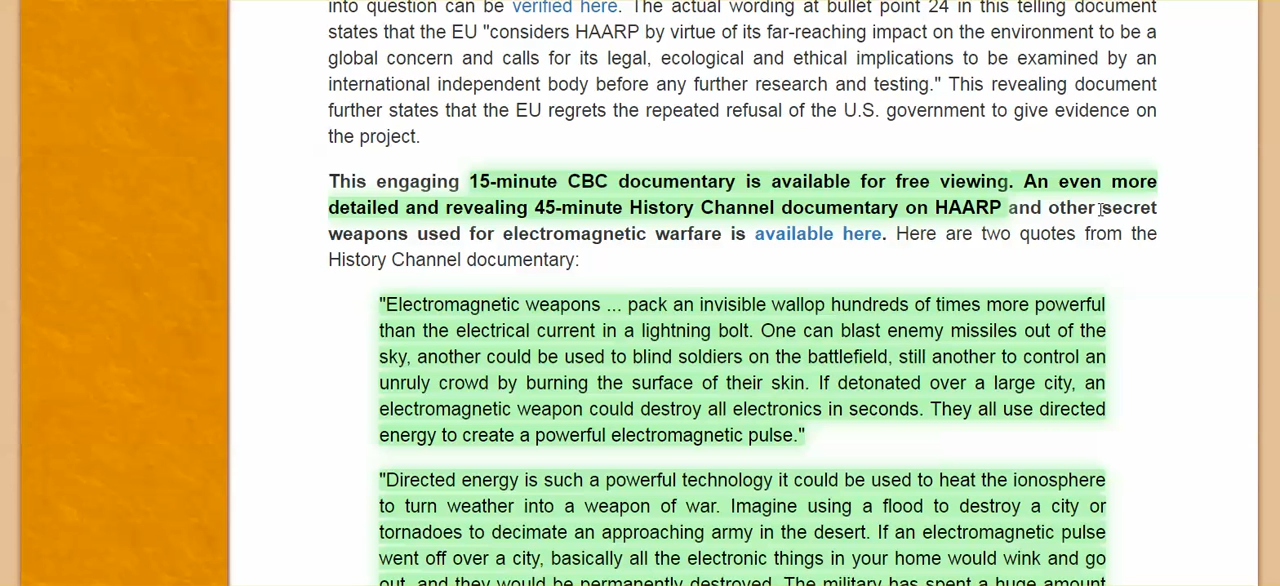 into question can be verified here. The actual wording at bullet point 24 in this telling document
states that the EU "considers HAARP by virtue of its far-reaching impact on the environment to be a
global concern and calls for its legal, ecological and ethical implications to be examined by an
international independent body before any further research and testing." This revealing document
further states that the EU regrets the repeated refusal of the U.S. government to give evidence on
the project.
This engaging 15-minute CBC documentary is available for free viewing. An even more
detailed and revealing 45-minute History Channel documentary on HAARP and other secret
weapons used for electromagnetic warfare is available here. Here are two quotes from the
History Channel documentary:
"Electromagnetic weapons ... pack an invisible wallop hundreds of times more powerful
than the electrical current in a lightning bolt. One can blast enemy missiles out of the
sky, another could be used to blind soldiers on the battlefield, still another to control an
unruly crowd by burning the surface of their skin. If detonated over a large city, an
electromagnetic weapon could destroy all electronics in seconds. They all use directed
energy to create a powerful electromagnetic pulse."
"Directed energy is such a powerful technology it could be used to heat the ionosphere
to turn weather into a weapon of war. Imagine using a flood to destroy a city or
tornadoes to decimate an approaching army in the desert. If an electromagnetic pulse
went off over a city, basically all the electronic things in your home would wink and go
out, and they would be permanently destroyed. The military has spent a huge amount